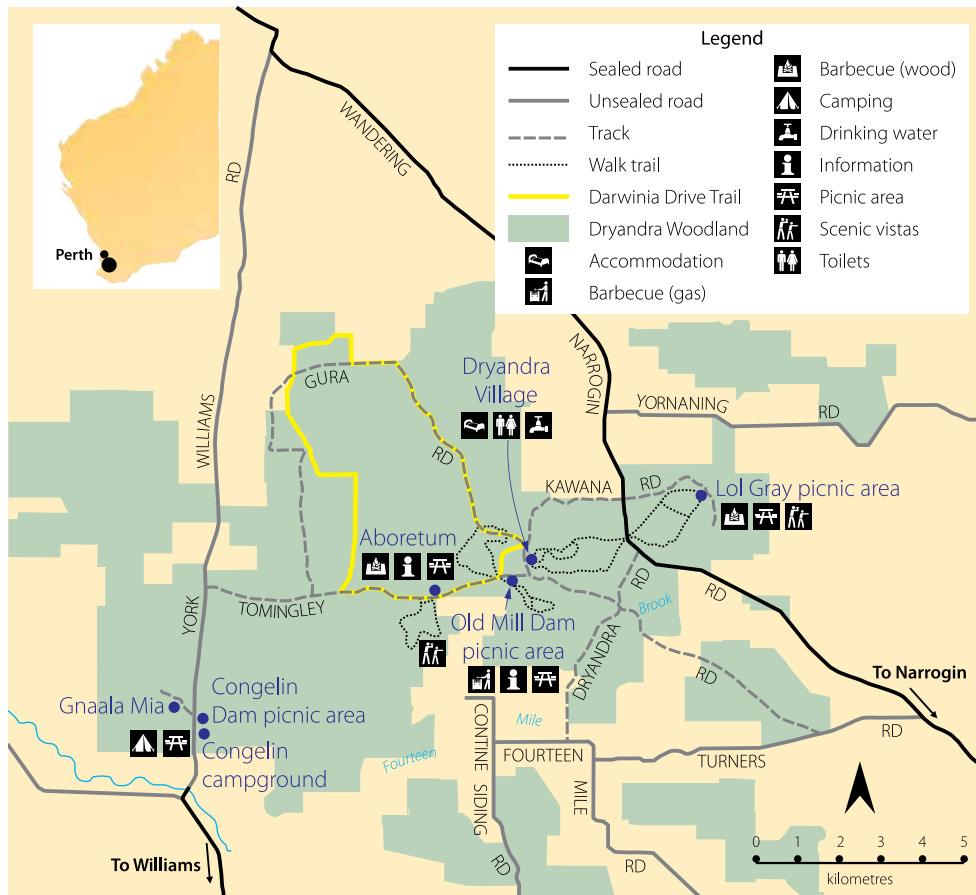 Perth
Legend
Sealed road
Unsealed road
Track
Walk trail
Darwinia Drive Trail
Dryandra Woodland
Accommodation
Barbecue (gas)
Barbecue (wood)
Camping
Drinking water
Information
Picnic area
Scenic vistas
Toilets
WANDERING
NARROGIN
RD
RD
WILLIAMS
YORK
GURA
RD
Dryandra
Village
YORNANING
RD
KAWANA RD
Lol Gray picnic area
Aboretum
TOMINGLEY
RD
Brook
Old Mill Dam
picnic area
DRYANDRA
RD
RD
To Narrogin
Gnaala Mia
Congelin
Dam picnic area
Congelin
campground
Fourteen
Mile
CONTINE
SIDING
RD
FOURTEEN
MILE
RD
TURNERS
RD
To Williams
0 1 2 3 4 5
kilometres